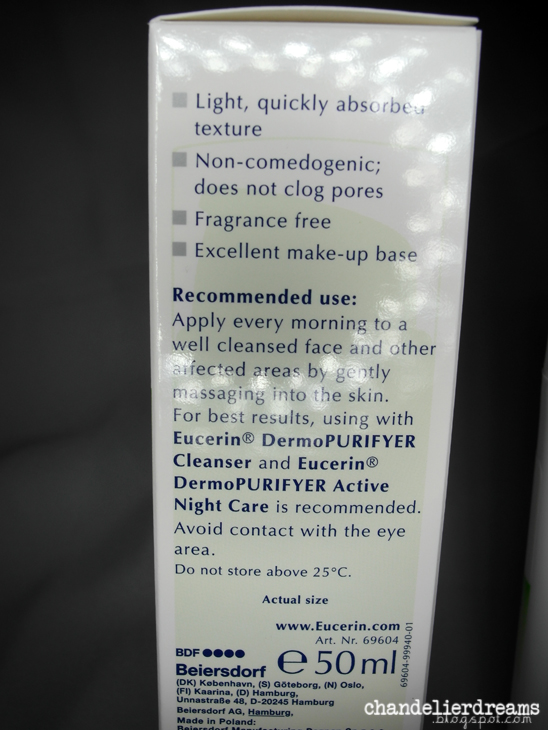 Light, quickly absorbed
texture
Non-comedogenic;
does not clog pores
Fragrance free
Excellent make-up base
Recommended use:
Apply every morning to a
well cleansed face and other
affected areas by gently
massaging into the skin.
For best results, using with
Eucerin® DermoPURIFYER
Cleanser and Eucerin®
DermoPURIFYER Active
Night Care is recommended.
Avoid contact with the eye
area.
Do not store above 25°C.
Actual size
www.Eucerin.com
Art. Nr. 69604
69604-99940-01
BDF ●●●●
Beiersdorf ℮ 50 ml
(DK) København, (S) Göteborg, (N) Oslo,
(FI) Kaarina, (D) Hamburg,
Unnastraße 48, D-20245 Hamburg
Beiersdorf AG, Hamburg,
Made in Poland:
Beiersdorf Manufacturing
chandelierdreams
.blogspot.com